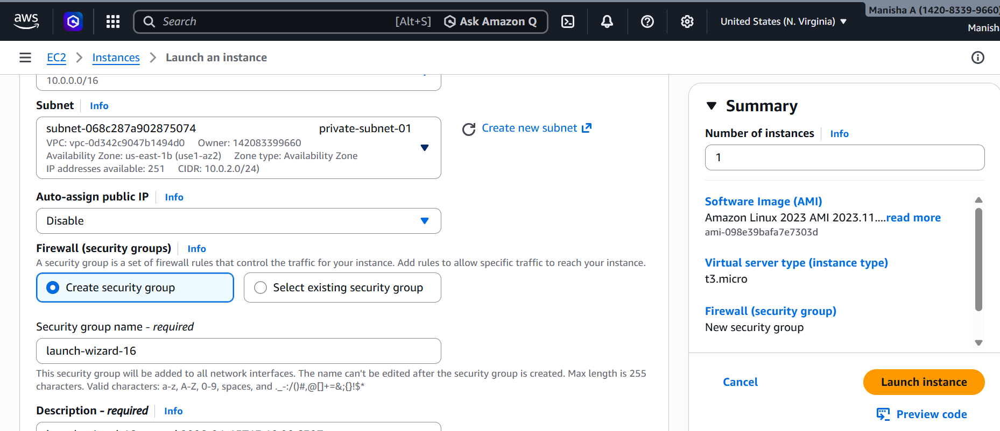 aws
Search
[Alt+S]
Ask Amazon Q
United States (N. Virginia)
Manisha A (1420-8339-9660)
Manish
EC2
Instances
Launch an instance
10.0.0.0/16
Subnet
Info
subnet-068c287a902875074 private-subnet-01
VPC: vpc-0d342c9047b1494d0 Owner: 142083399660
Availability Zone: us-east-1b (use1-az2) Zone type: Availability Zone
IP addresses available: 251 CIDR: 10.0.2.0/24)
Create new subnet
Auto-assign public IP
Info
Disable
Firewall (security groups)
Info
A security group is a set of firewall rules that control the traffic for your instance. Add rules to allow specific traffic to reach your instance.
Create security group
Select existing security group
Security group name - required
launch-wizard-16
This security group will be added to all network interfaces. The name can't be edited after the security group is created. Max length is 255
characters. Valid characters: a-z, A-Z, 0-9, spaces, and ._-:/()#,@[]+=&;{}!$*
Description - required
Info
Summary
Number of instances
Info
1
Software Image (AMI)
Amazon Linux 2023 AMI 2023.11....read more
ami-098e39bafa7e7303d
Virtual server type (instance type)
t3.micro
Firewall (security group)
New security group
Cancel
Launch instance
Preview code